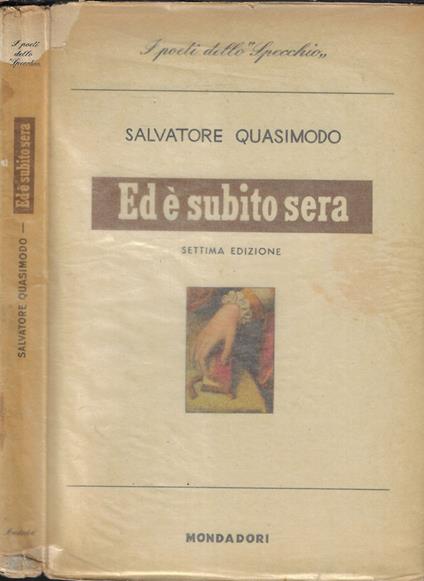 I poeti
dello
"Specchio"
SALVATORE QUASIMODO — Ed è subito sera
Mondadori
I poeti dello "Specchio"
SALVATORE QUASIMODO
Ed è subito sera
SETTIMA EDIZIONE
MONDADORI